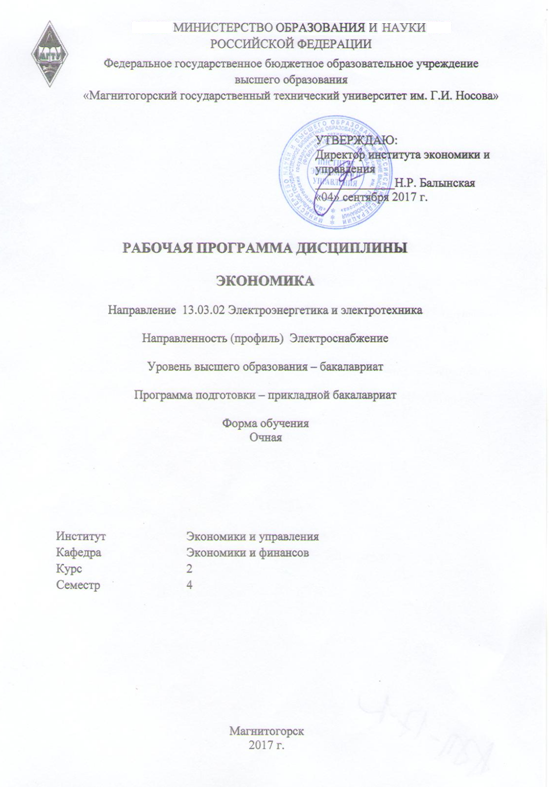 МИНИСТЕРСТВО ОБРАЗОВАНИЯ И НАУКИ
РОССИЙСКОЙ ФЕДЕРАЦИИ
Федеральное государственное бюджетное образовательное учреждение
высшего образования
«Магнитогорский государственный технический университет им. Г.И. Носова»
УТВЕРЖДАЮ:
Директор института экономики и
управления
Н.Р. Балынская
«04» сентября 2017 г.
РАБОЧАЯ ПРОГРАММА ДИСЦИПЛИНЫ
ЭКОНОМИКА
Направление 13.03.02 Электроэнергетика и электротехника
Направленность (профиль) Электроснабжение
Уровень высшего образования – бакалавриат
Программа подготовки – прикладной бакалавриат
Форма обучения
Очная
Институт Экономики и управления
Кафедра Экономики и финансов
Курс 2
Семестр 4
Магнитогорск
2017 г.